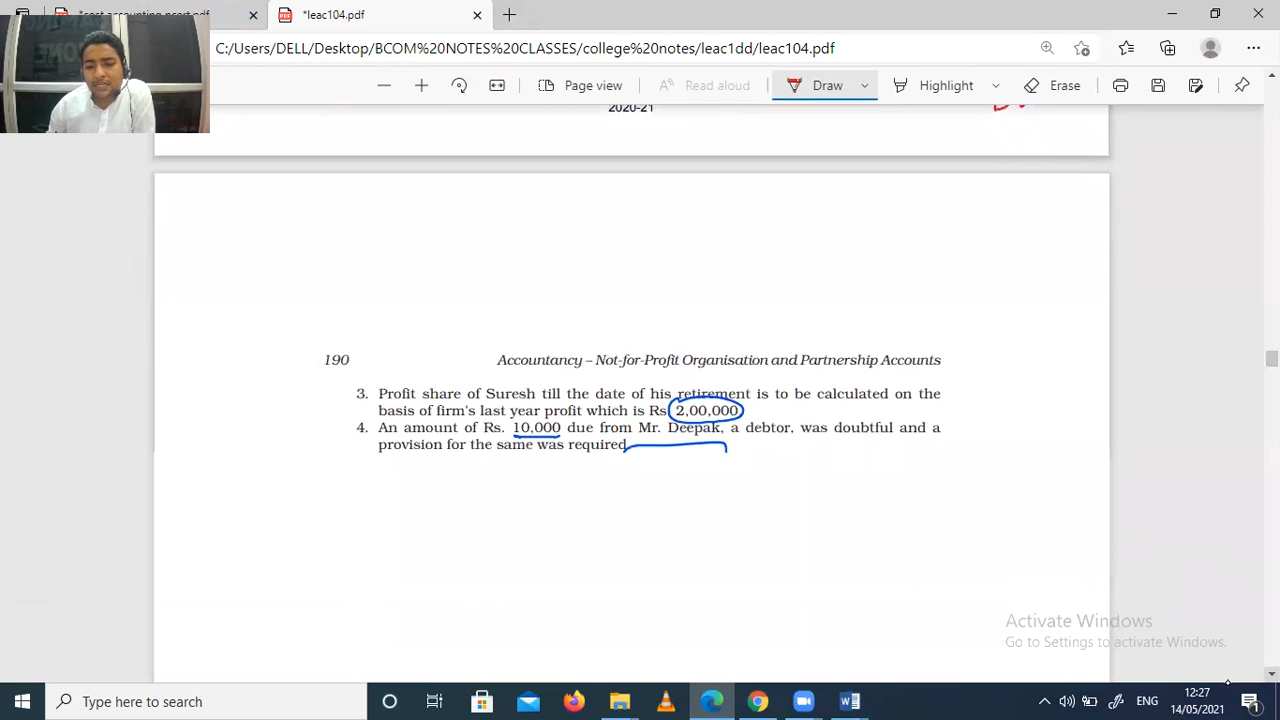 *leac104.pdf
C:/Users/DELL/Desktop/BCOM%20NOTES%20CLASSES/college%20notes/leac1dd/leac104.pdf
Page view
Read aloud
Draw
Highlight
Erase
2020-21
190 Accountancy – Not-for-Profit Organisation and Partnership Accounts
3. Profit share of Suresh till the date of his retirement is to be calculated on the
basis of firm's last year profit which is Rs 2,00,000
4. An amount of Rs. 10,000 due from Mr. Deepak, a debtor, was doubtful and a
provision for the same was required
Activate Windows
Go to Settings to activate Windows.
Type here to search
ENG
12:27
14/05/2021